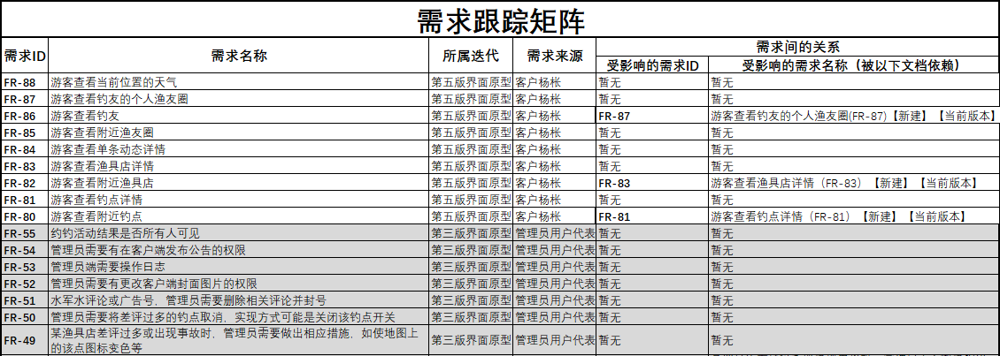 需求跟踪矩阵
需求ID 需求名称 所属迭代 需求来源 需求间的关系
受影响的需求ID 受影响的需求名称（被以下文档依赖）
FR-88 游客查看当前位置的天气 第五版界面原型 客户杨枨 暂无 暂无
FR-87 游客查看钓友的个人渔友圈 第五版界面原型 客户杨枨 暂无 暂无
FR-86 游客查看钓友 第五版界面原型 客户杨枨 FR-87 游客查看钓友的个人渔友圈(FR-87)【新建】【当前版本】
FR-85 游客查看附近渔友圈 第五版界面原型 客户杨枨 暂无 暂无
FR-84 游客查看单条动态详情 第五版界面原型 客户杨枨 暂无 暂无
FR-83 游客查看渔具店详情 第五版界面原型 客户杨枨 暂无 暂无
FR-82 游客查看附近渔具店 第五版界面原型 客户杨枨 FR-83 游客查看渔具店详情（FR-83）【新建】【当前版本】
FR-81 游客查看钓点详情 第五版界面原型 客户杨枨 暂无 暂无
FR-80 游客查看附近钓点 第五版界面原型 客户杨枨 FR-81 游客查看钓点详情（FR-81）【新建】【当前版本】
FR-55 约钓活动结果是否所有人可见 第三版界面原型 管理员用户代表 暂无 暂无
FR-54 管理员需要有在客户端发布公告的权限 第三版界面原型 管理员用户代表 暂无 暂无
FR-53 管理员端需要操作日志 第三版界面原型 管理员用户代表 暂无 暂无
FR-52 管理员需要有更改客户端封面图片的权限 第三版界面原型 管理员用户代表 暂无 暂无
FR-51 水军水评论或广告号，管理员需要删除相关评论并封号 第三版界面原型 管理员用户代表 暂无 暂无
FR-50 管理员需要将差评过多的钓点取消，实现方式可能是关闭该钓点开关 第三版界面原型 管理员用户代表 暂无 暂无
FR-49 某渔具店差评过多或出现事故时，管理员需要做出相应措施，如使地图上 第三版界面原型 管理员用户代表 暂无 暂无
的该点图标变色等